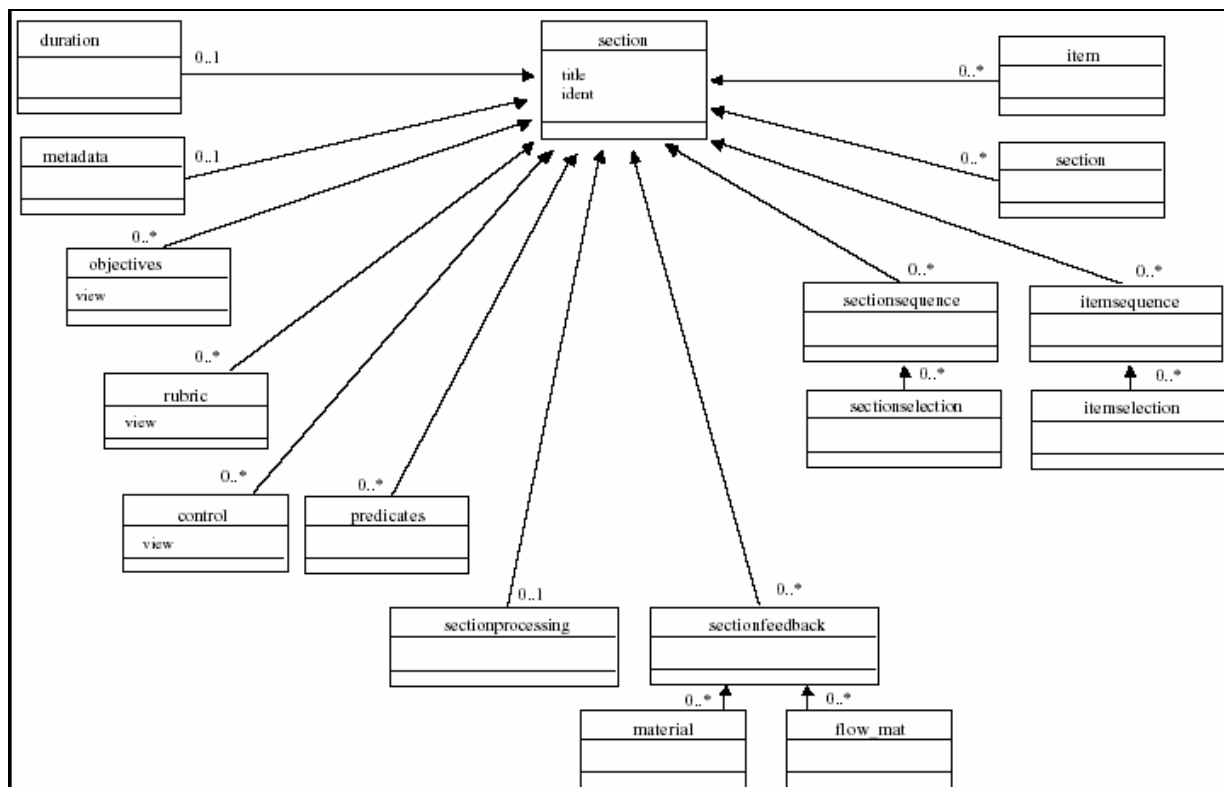 duration
0..1
section
title
ident
item
0..*
metadata
0..1
section
0..*
objectives
view
0..*
sectionsequence
0..*
itemsequence
0..*
rubric
view
0..*
sectionselection
0..*
itemselection
0..*
control
view
0..*
predicates
0..*
sectionprocessing
0..1
sectionfeedback
0..*
material
0..*
flow_mat
0..*